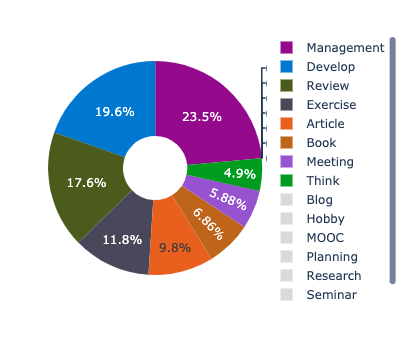 Management
Develop
Review
Exercise
Article
Book
Meeting
Think
Blog
Hobby
MOOC
Planning
Research
Seminar
23.5%
19.6%
17.6%
11.8%
9.8%
6.86%
5.88%
4.9%